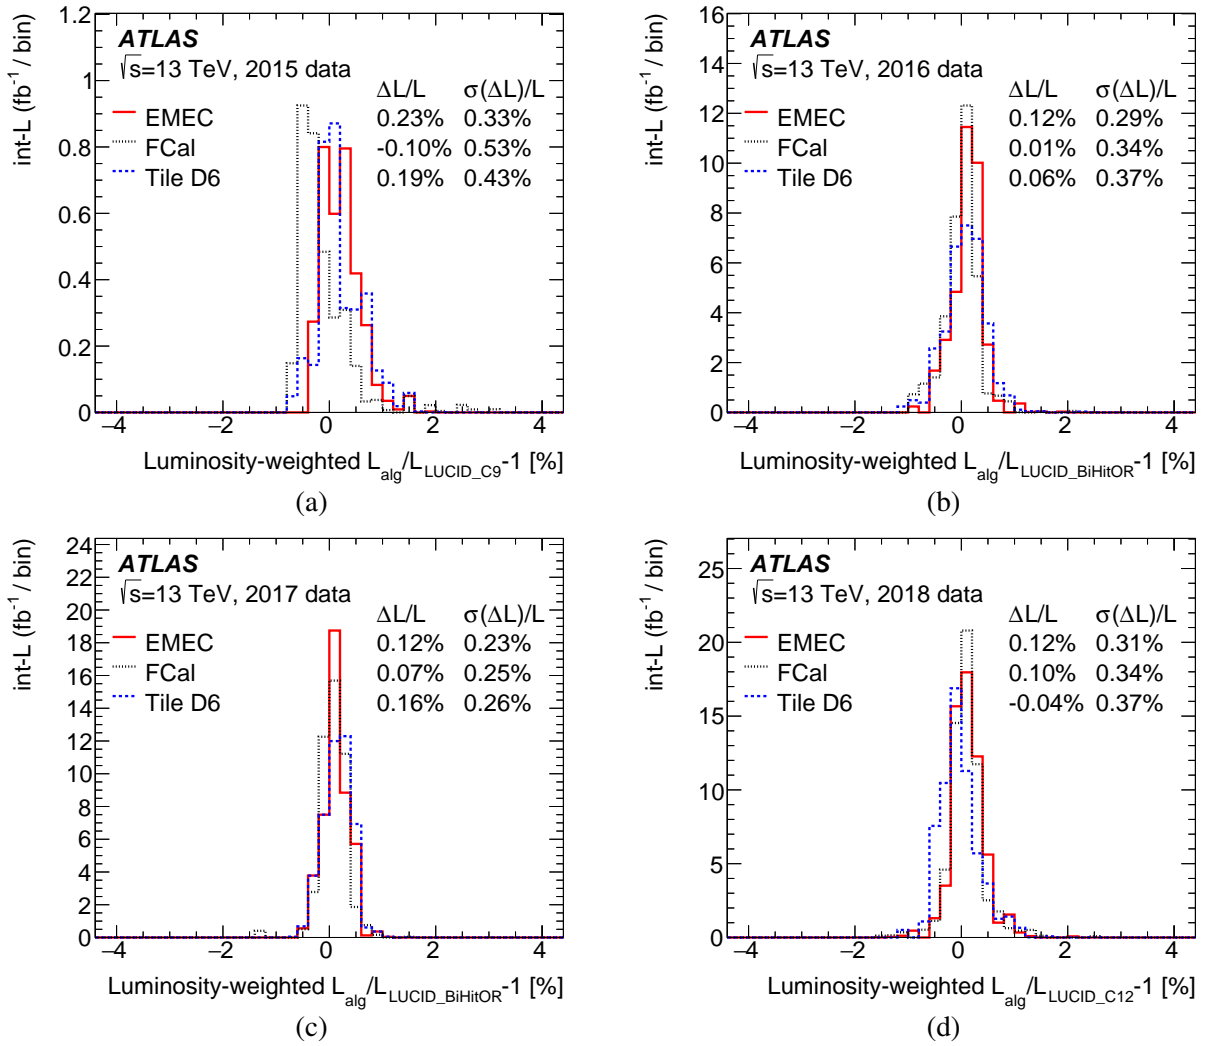 ATLAS
√s=13 TeV, 2015 data
ΔL/L σ(ΔL)/L
EMEC 0.23% 0.33%
FCal -0.10% 0.53%
Tile D6 0.19% 0.43%
int-L (fb⁻¹ / bin)
1.2
1
0.8
0.6
0.4
0.2
0
−4 −2 0 2 4
Luminosity-weighted L_alg/L_LUCID_C9-1 [%]
(a)
ATLAS
√s=13 TeV, 2016 data
ΔL/L σ(ΔL)/L
EMEC 0.12% 0.29%
FCal 0.01% 0.34%
Tile D6 0.06% 0.37%
int-L (fb⁻¹ / bin)
16
14
12
10
8
6
4
2
0
−4 −2 0 2 4
Luminosity-weighted L_alg/L_LUCID_BiHitOR-1 [%]
(b)
ATLAS
√s=13 TeV, 2017 data
ΔL/L σ(ΔL)/L
EMEC 0.12% 0.23%
FCal 0.07% 0.25%
Tile D6 0.16% 0.26%
int-L (fb⁻¹ / bin)
24
22
20
18
16
14
12
10
8
6
4
2
0
−4 −2 0 2 4
Luminosity-weighted L_alg/L_LUCID_BiHitOR-1 [%]
(c)
ATLAS
√s=13 TeV, 2018 data
ΔL/L σ(ΔL)/L
EMEC 0.12% 0.31%
FCal 0.10% 0.34%
Tile D6 -0.04% 0.37%
int-L (fb⁻¹ / bin)
25
20
15
10
5
0
−4 −2 0 2 4
Luminosity-weighted L_alg/L_LUCID_C12-1 [%]
(d)